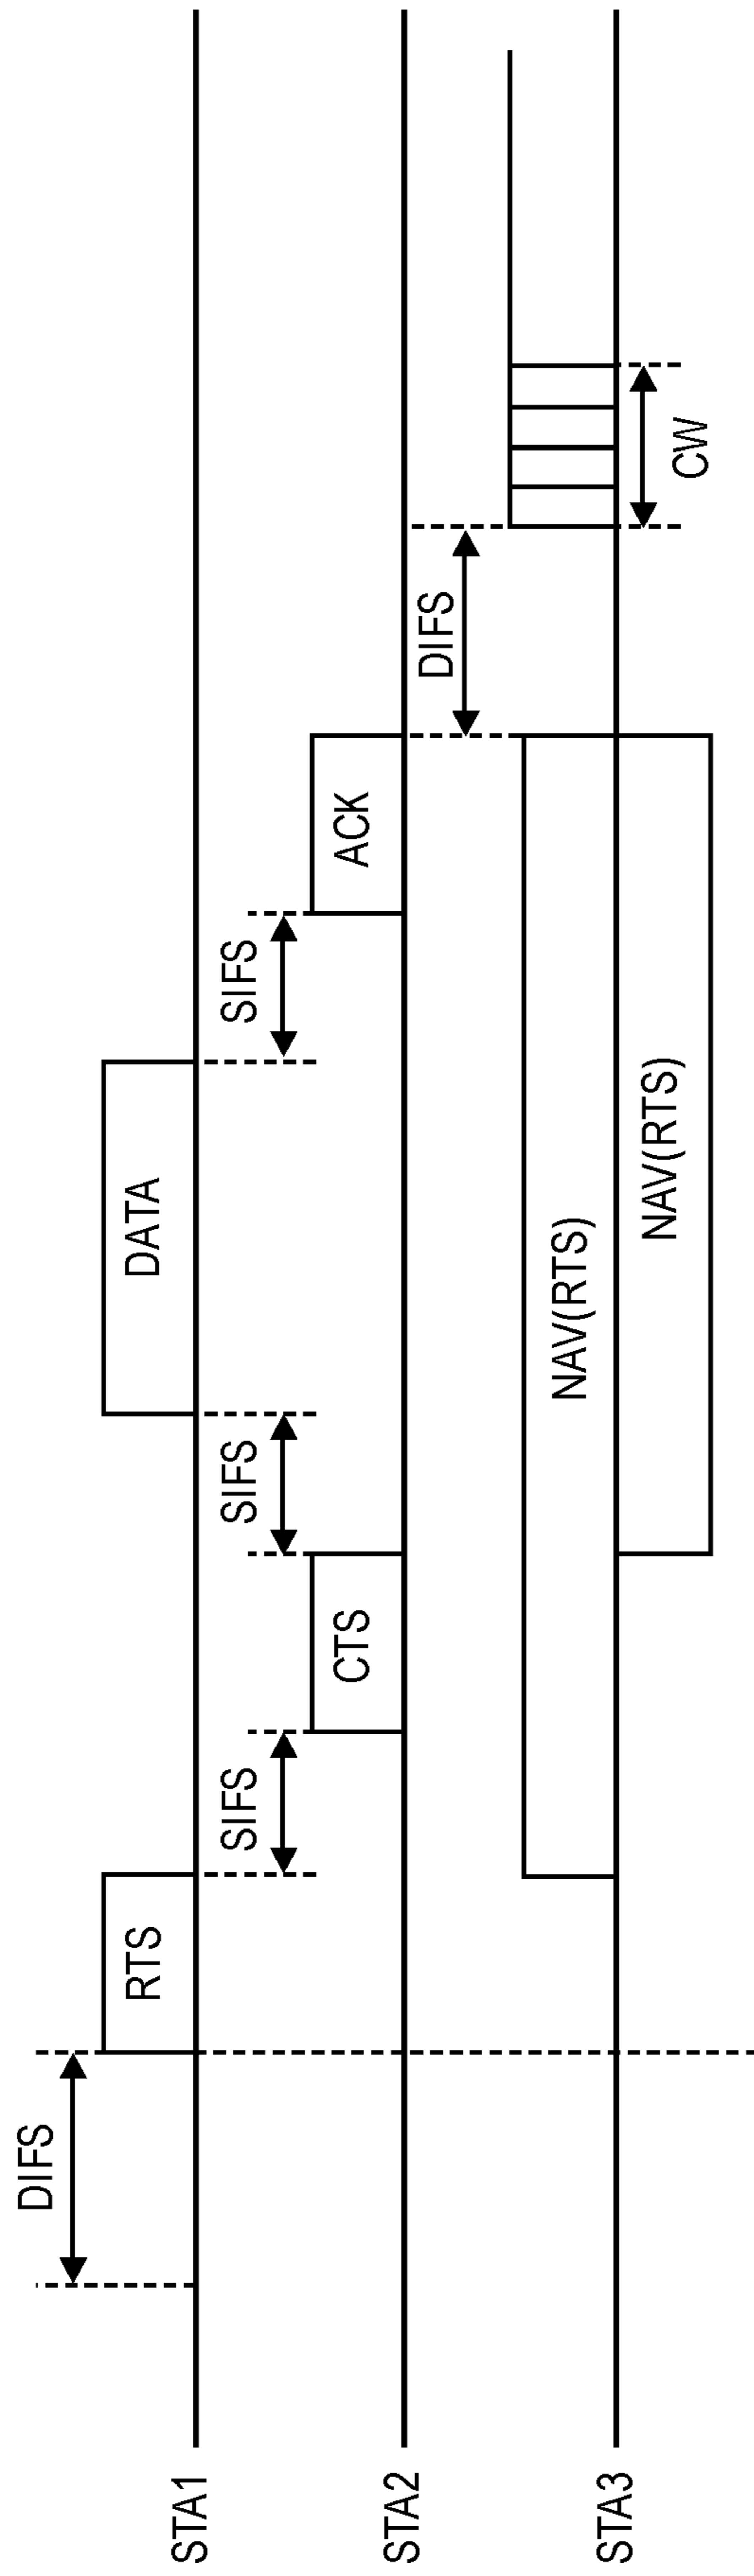 DIFS
RTS
SIFS
SIFS
DATA
SIFS
STA1
CTS
ACK
STA2
DIFS
NAV(RTS)
STA3
NAV(RTS)
CW